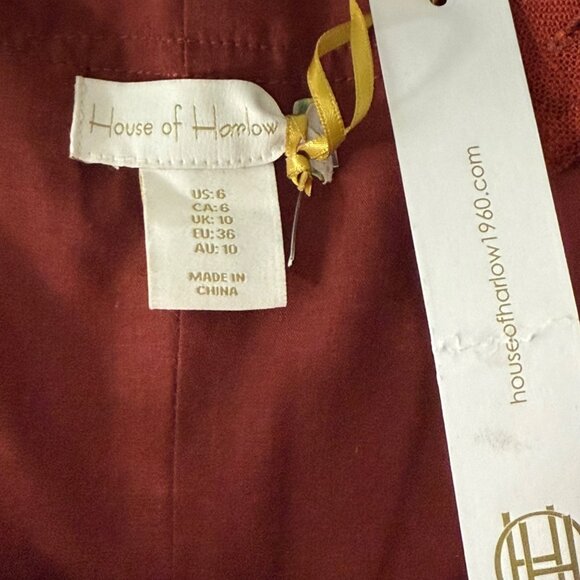 House of Harlow
US: 6
CA: 6
UK: 10
EU: 36
AU: 10
MADE IN
CHINA
houseofharlow1960.com